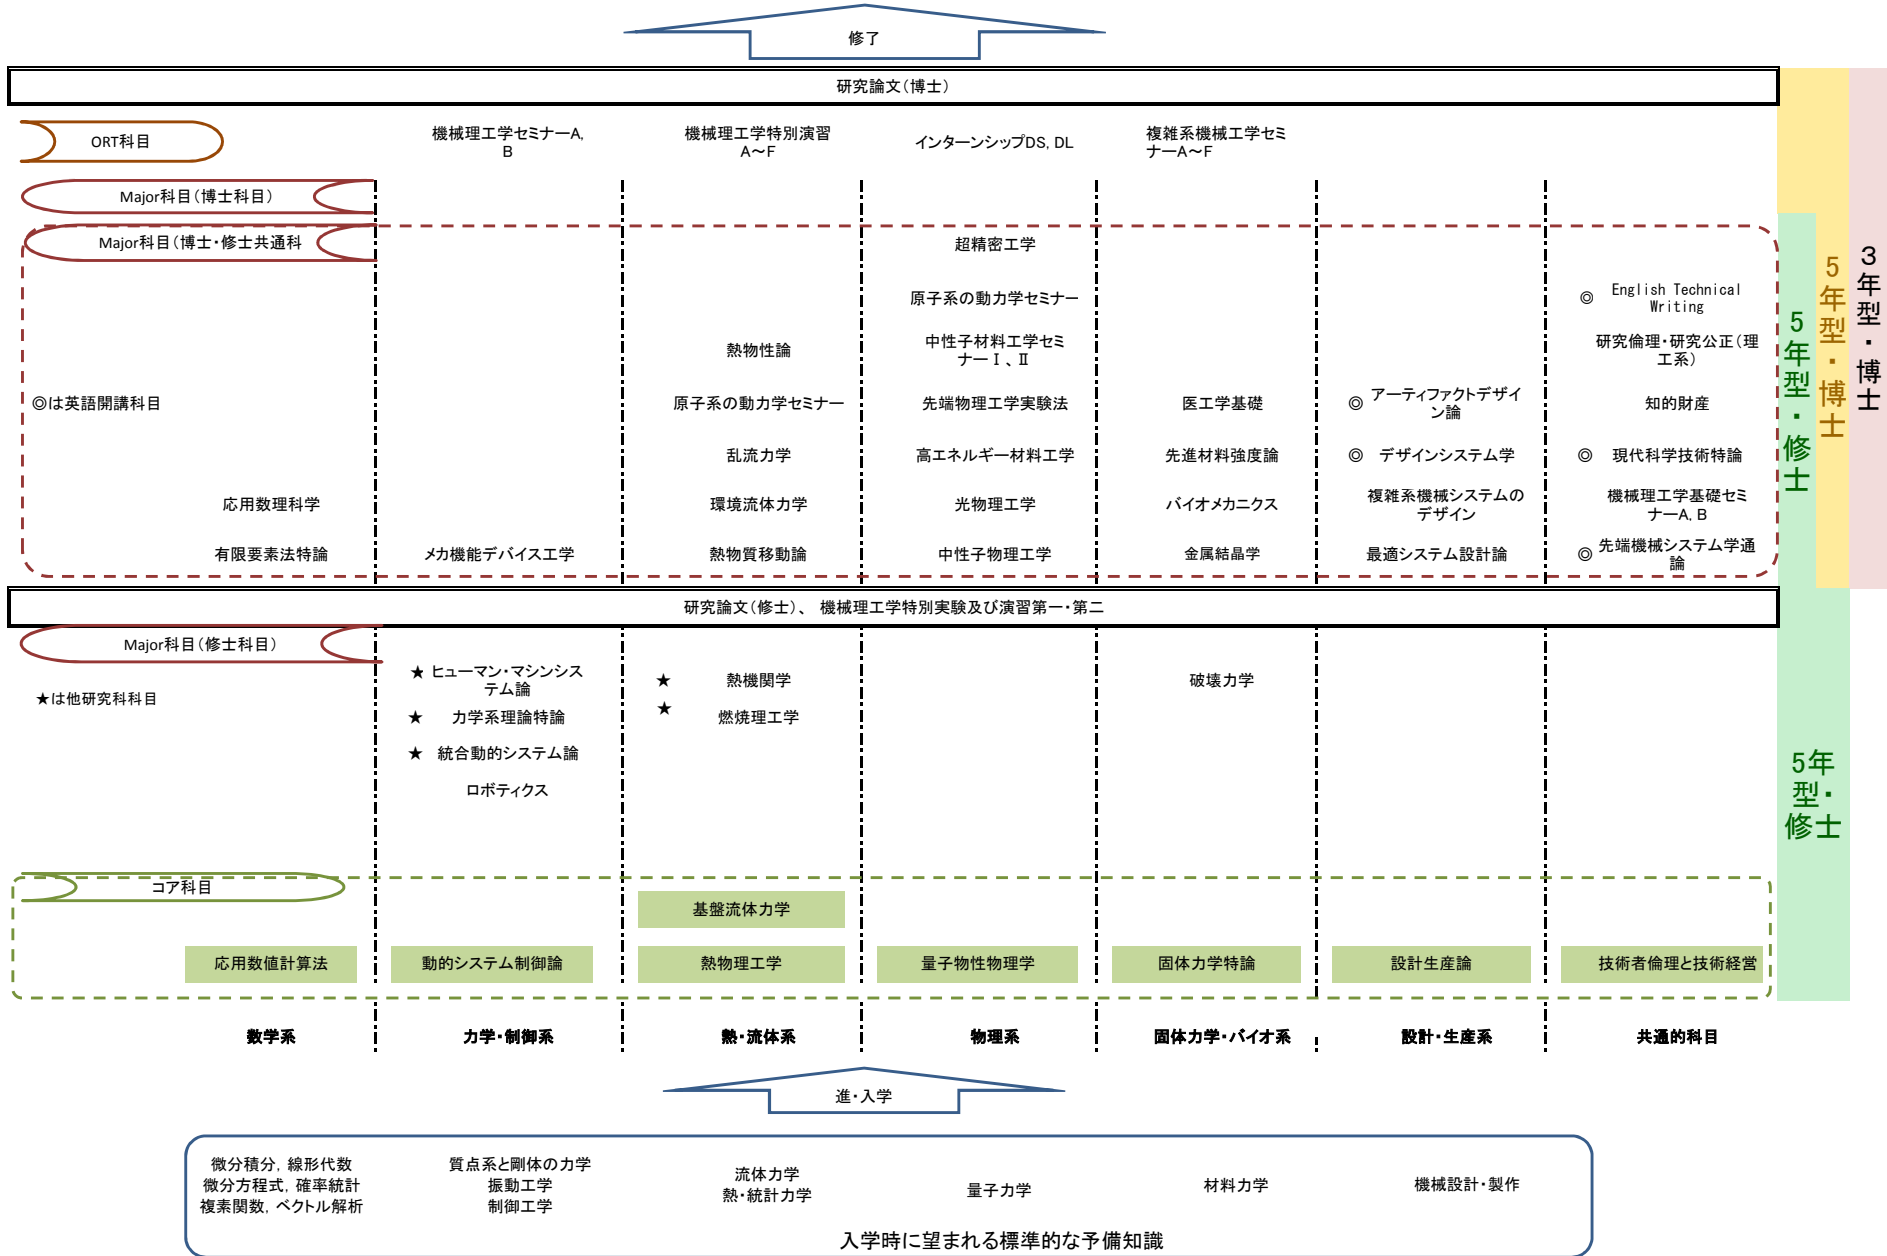 修了
研究論文（博士）
ORT科目
機械理工学セミナーA,
B
機械理工学特別演習
A～F
インターンシップDS, DL
複雑系機械工学セミ
ナーA～F
Major科目（博士科目）
Major科目（博士・修士共通科
超精密工学
原子系の動力学セミナー
◎ English Technical
Writing
熱物性論
中性子材料工学セミ
ナーⅠ、Ⅱ
研究倫理・研究公正（理
工系）
◎は英語開講科目
原子系の動力学セミナー
先端物理工学実験法
医工学基礎
◎ アーティファクトデザイ
ン論
知的財産
乱流力学
高エネルギー材料工学
先進材料強度論
◎ デザインシステム学
◎ 現代科学技術特論
応用数理科学
環境流体力学
光物理工学
バイオメカニクス
複雑系機械システムの
デザイン
機械理工学基礎セミ
ナーA, B
有限要素法特論
メカ機能デバイス工学
熱物質移動論
中性子物理工学
金属結晶学
最適システム設計論
◎ 先端機械システム学通
論
5年型・修士
5年型・博士
3年型・博士
研究論文（修士）、 機械理工学特別実験及び演習第一・第二
Major科目（修士科目）
★は他研究科科目
★ ヒューマン・マシンシス
テム論
★ 熱機関学
破壊力学
★ 力学系理論特論
★ 燃焼理工学
★ 統合動的システム論
ロボティクス
5年
型・
修士
コア科目
基盤流体力学
応用数値計算法
動的システム制御論
熱物理工学
量子物性物理学
固体力学特論
設計生産論
技術者倫理と技術経営
数学系
力学・制御系
熱・流体系
物理系
固体力学・バイオ系
設計・生産系
共通的科目
進・入学
微分積分, 線形代数
微分方程式, 確率統計
複素関数, ベクトル解析
質点系と剛体の力学
振動工学
制御工学
流体力学
熱・統計力学
量子力学
材料力学
機械設計・製作
入学時に望まれる標準的な予備知識